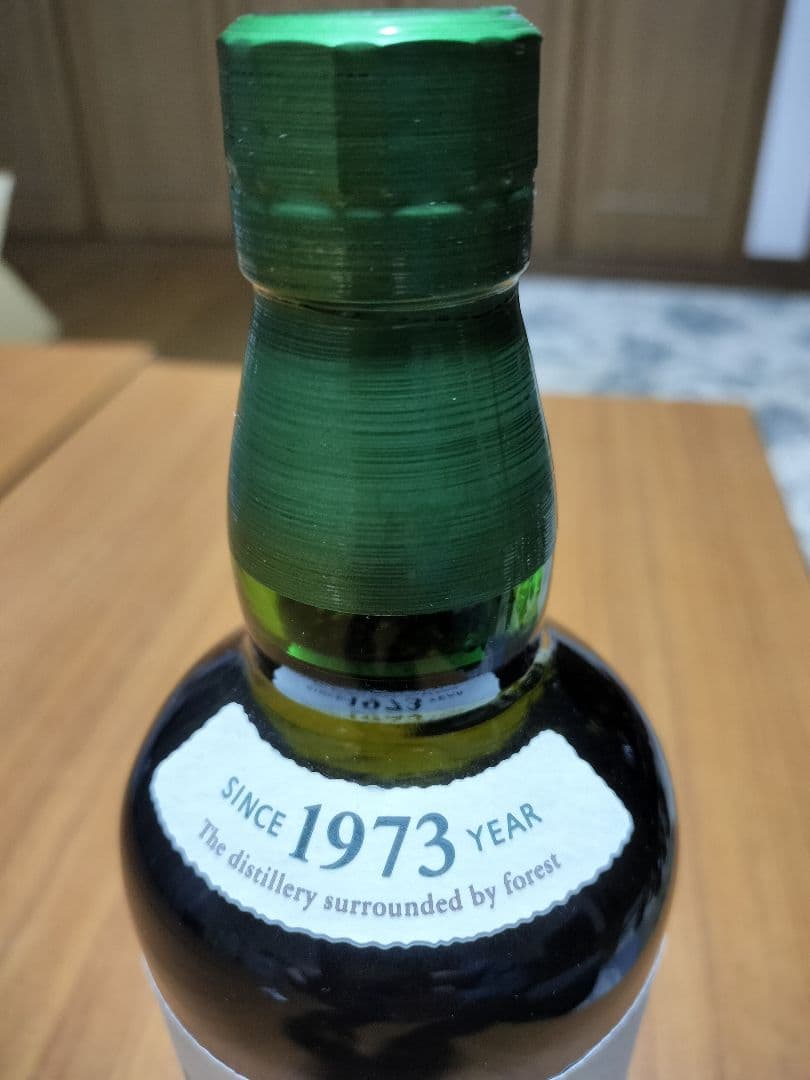 SINCE 1973 YEAR
The distillery surrounded by forest